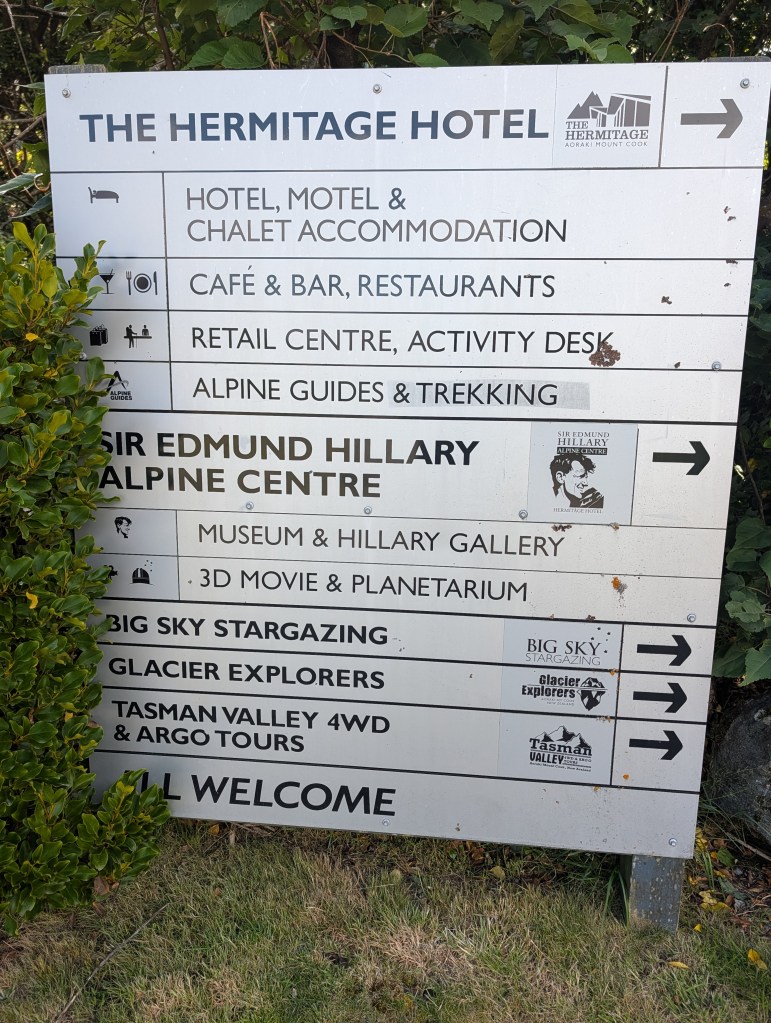 THE HERMITAGE HOTEL
THE
HERMITAGE
AORAKI MOUNT COOK
HOTEL, MOTEL &
CHALET ACCOMMODATION
CAFÉ & BAR, RESTAURANTS
RETAIL CENTRE, ACTIVITY DESK
ALPINE
GUIDES
ALPINE GUIDES & TREKKING
SIR EDMUND HILLARY
ALPINE CENTRE
SIR EDMUND
HILLARY
ALPINE CENTRE
HERMITAGE HOTEL
MUSEUM & HILLARY GALLERY
3D MOVIE & PLANETARIUM
BIG SKY STARGAZING
BIG SKY
STARGAZING
GLACIER EXPLORERS
Glacier
Explorers
TASMAN VALLEY 4WD
& ARGO TOURS
Tasman
VALLEY
ALL WELCOME